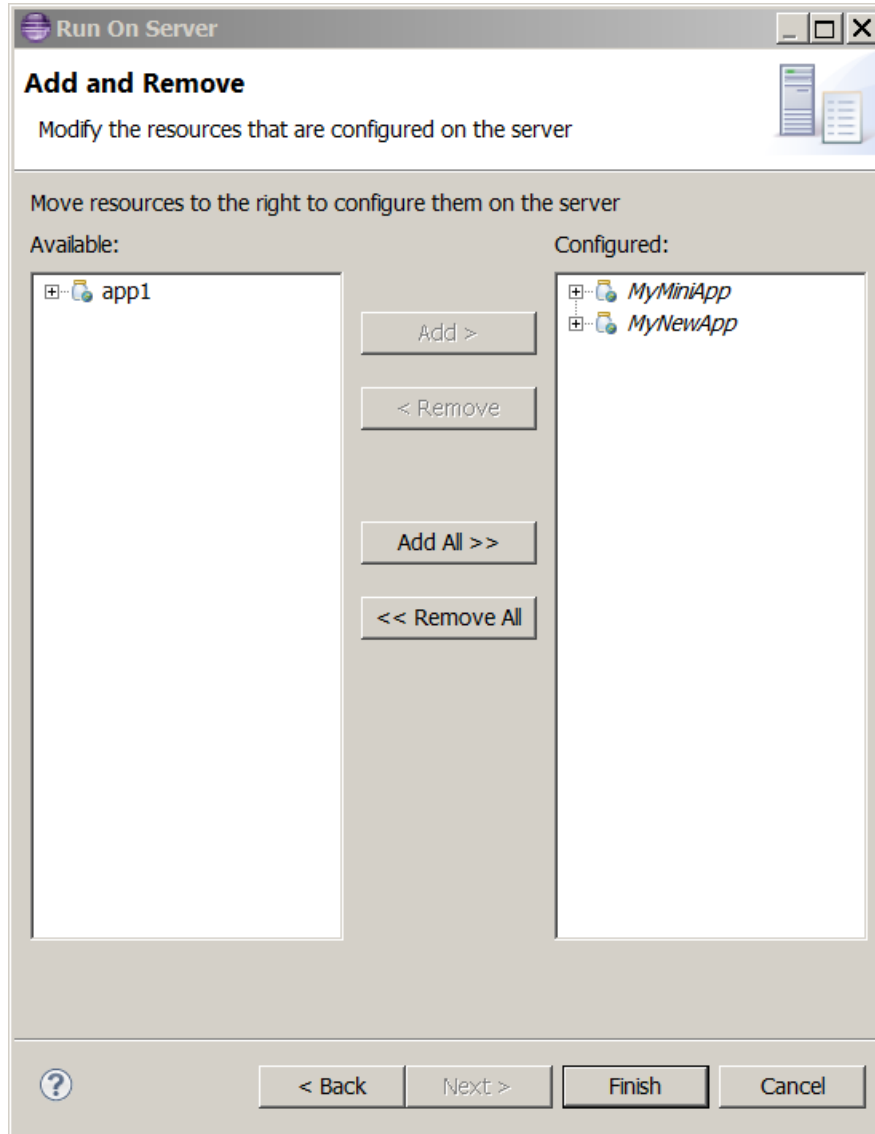 Run On Server
Add and Remove
Modify the resources that are configured on the server
Move resources to the right to configure them on the server
Available:
Configured:
app1
MyMiniApp
MyNewApp
Add >
< Remove
Add All >>
<< Remove All
?
< Back
Next >
Finish
Cancel